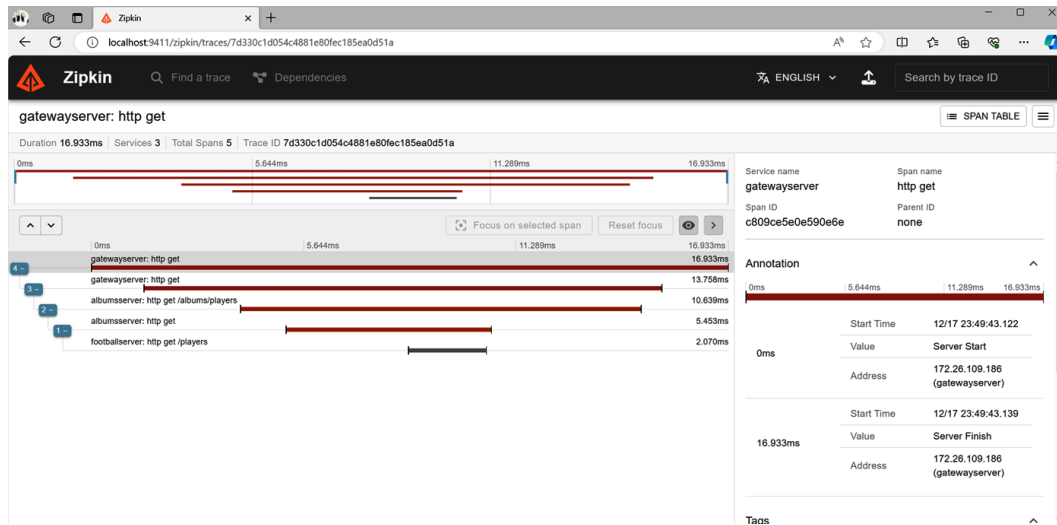 Zipkin
localhost:9411/zipkin/traces/7d330c1d054c4881e80fec185ea0d51a
Zipkin
Find a trace
Dependencies
ENGLISH
Search by trace ID
gatewayserver: http get
SPAN TABLE
Duration 16.933ms Services 3 Total Spans 5 Trace ID 7d330c1d054c4881e80fec185ea0d51a
0ms 5.644ms 11.289ms 16.933ms
Focus on selected span
Reset focus
0ms 5.644ms 11.289ms 16.933ms
gatewayserver: http get 16.933ms
4 –
gatewayserver: http get 13.758ms
3 –
albumsserver: http get /albums/players 10.639ms
2 –
albumsserver: http get 5.453ms
1 –
footballserver: http get /players 2.070ms
Service name Span name
gatewayserver http get
Span ID Parent ID
c809ce5e0e590e6e none
Annotation
0ms 5.644ms 11.289ms 16.933ms
0ms
Start Time 12/17 23:49:43.122
Value Server Start
Address 172.26.109.186
(gatewayserver)
16.933ms
Start Time 12/17 23:49:43.139
Value Server Finish
Address 172.26.109.186
(gatewayserver)
Tags